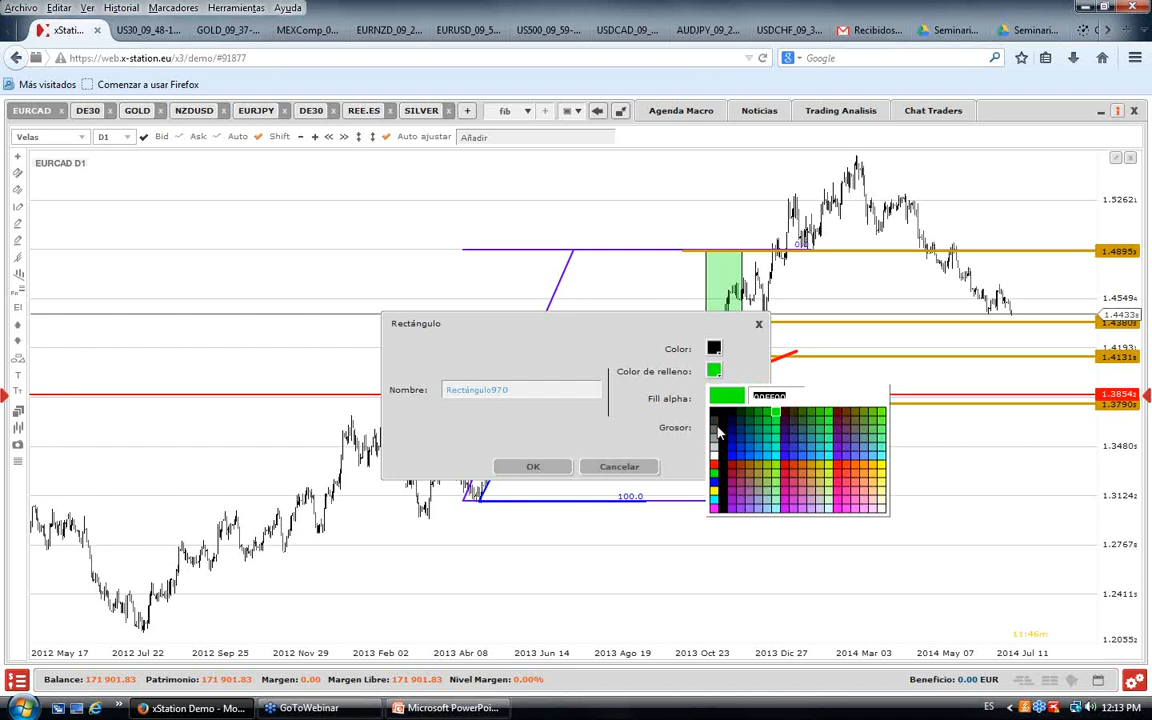 Archivo Editar Ver Historial Marcadores Herramientas Ayuda
xStati... × US30_09_48-1... GOLD_09_37-... MEXComp_0... EURNZD_09_2... EURUSD_09_5... US500_09_59-... USDCAD_09_... AUDJPY_09_2... USDCHF_09_3... Recibidos... Seminari... Seminari...
https://web.x-station.eu/x3/demo/#91877 Google
Más visitados Comenzar a usar Firefox
EURCAD x DE30 x GOLD x NZDUSD x EURJPY x DE30 x REE.ES x SILVER x + fib Agenda Macro Noticias Trading Analisis Chat Traders
Velas D1 Bid Ask Auto Shift Auto ajustar Añadir
EURCAD D1
1.5262
1.4895
1.4549
1.4433
1.4380
1.4193
1.4131
1.3854
1.3790
1.3480
1.3124
1.2767
1.2411
1.2055
Rectángulo X
Color:
Color de relleno:
Nombre: Rectángulo970
Fill alpha:
Grosor:
OK Cancelar
100.0
11:46m
2012 May 17 2012 Jul 22 2012 Sep 25 2012 Nov 29 2013 Feb 02 2013 Abr 08 2013 Jun 14 2013 Ago 19 2013 Oct 23 2013 Dic 27 2014 Mar 03 2014 May 07 2014 Jul 11
Balance: 171 901.83 Patrimonio: 171 901.83 Margen: 0.00 Margen Libre: 171 901.83 Nivel Margen: 0.00% Beneficio: 0.00 EUR
xStation Demo - Mo... GoToWebinar Microsoft PowerPoi... ES 12:13 PM